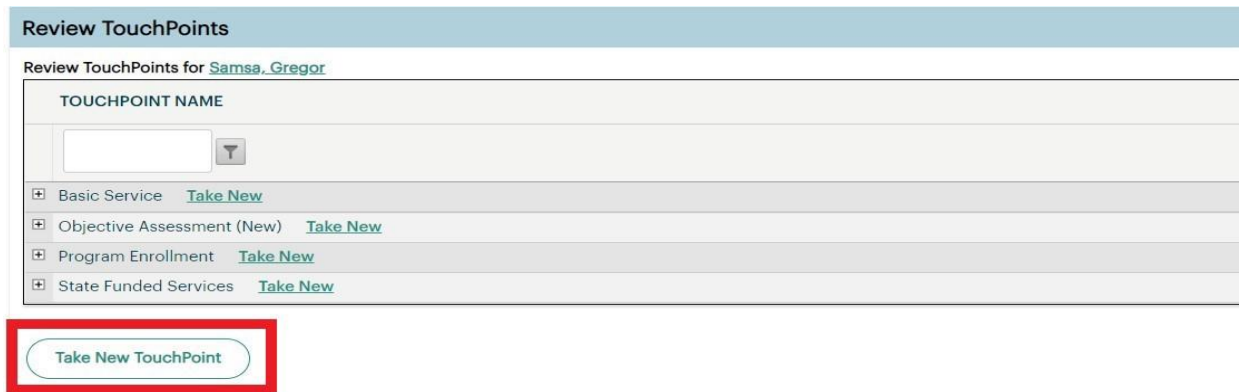 Review TouchPoints
Review TouchPoints for Samsa, Gregor
TOUCHPOINT NAME
Basic Service Take New
Objective Assessment (New) Take New
Program Enrollment Take New
State Funded Services Take New
Take New TouchPoint